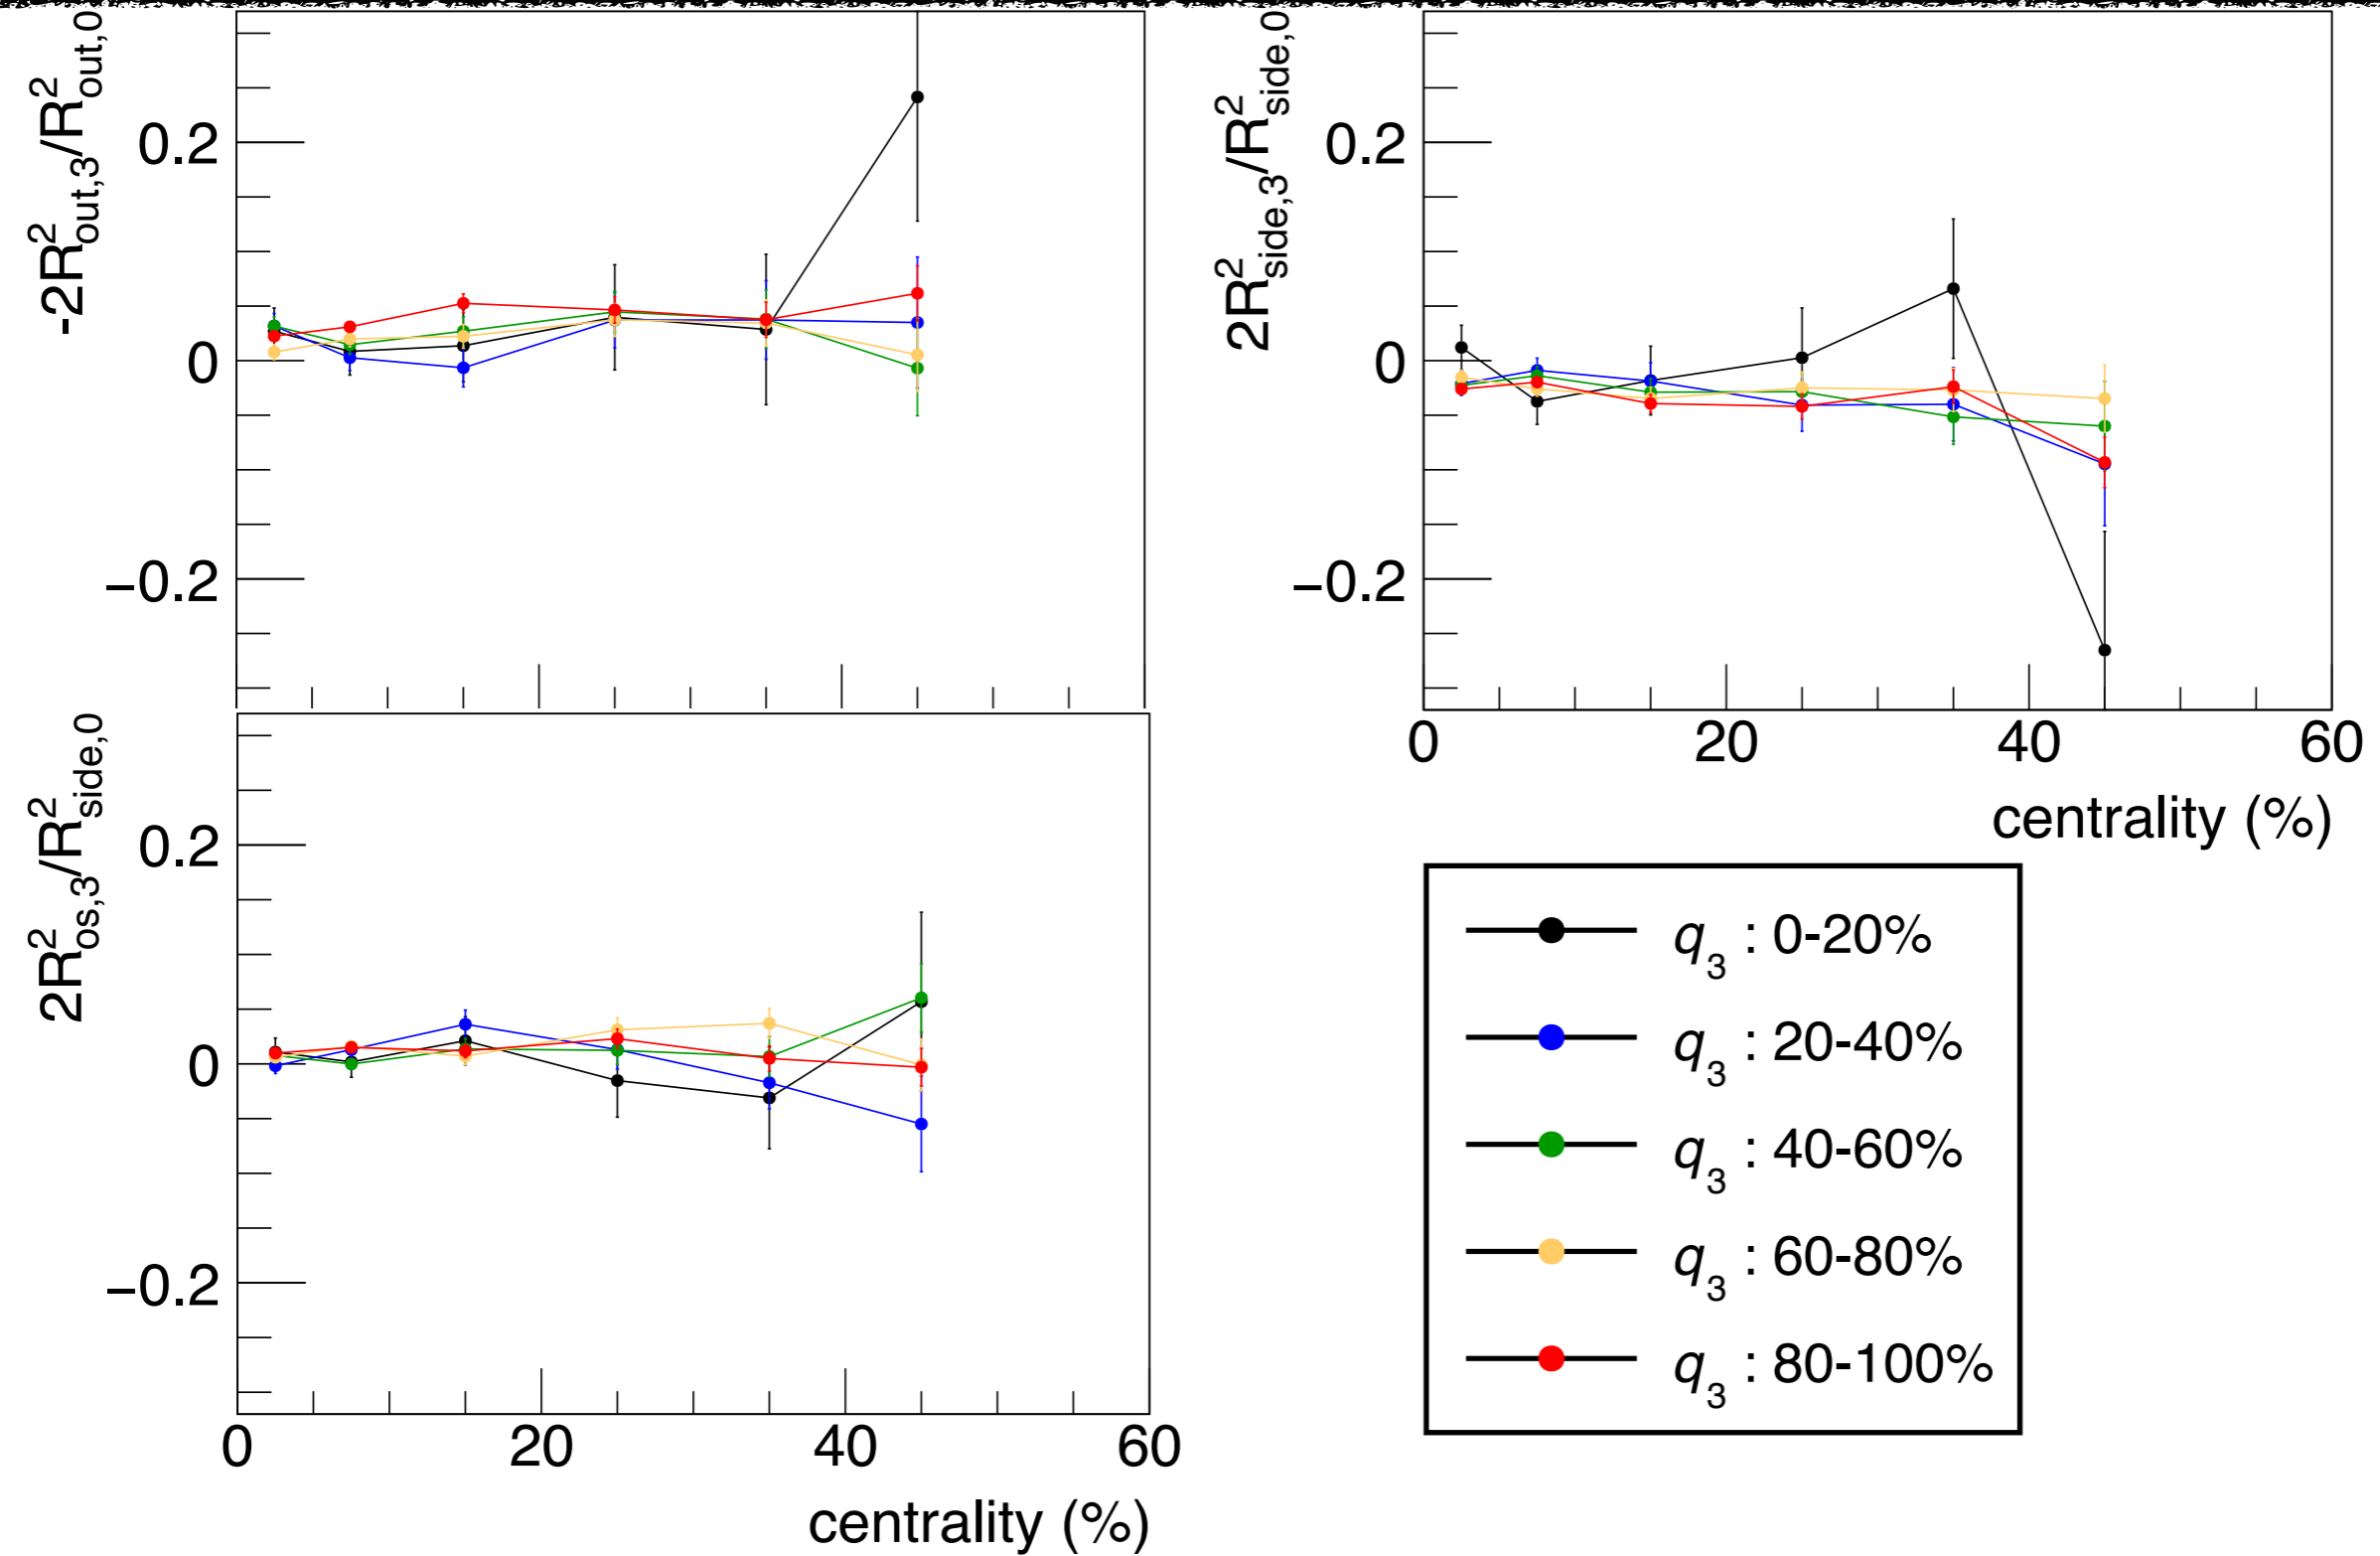 -2R²out,3/R²out,0
0.2
0
−0.2
2R²side,3/R²side,0
0.2
0
−0.2
0 20 40 60
centrality (%)
2R²os,3/R²side,0
0.2
0
−0.2
0 20 40 60
centrality (%)
q3 : 0-20%
q3 : 20-40%
q3 : 40-60%
q3 : 60-80%
q3 : 80-100%